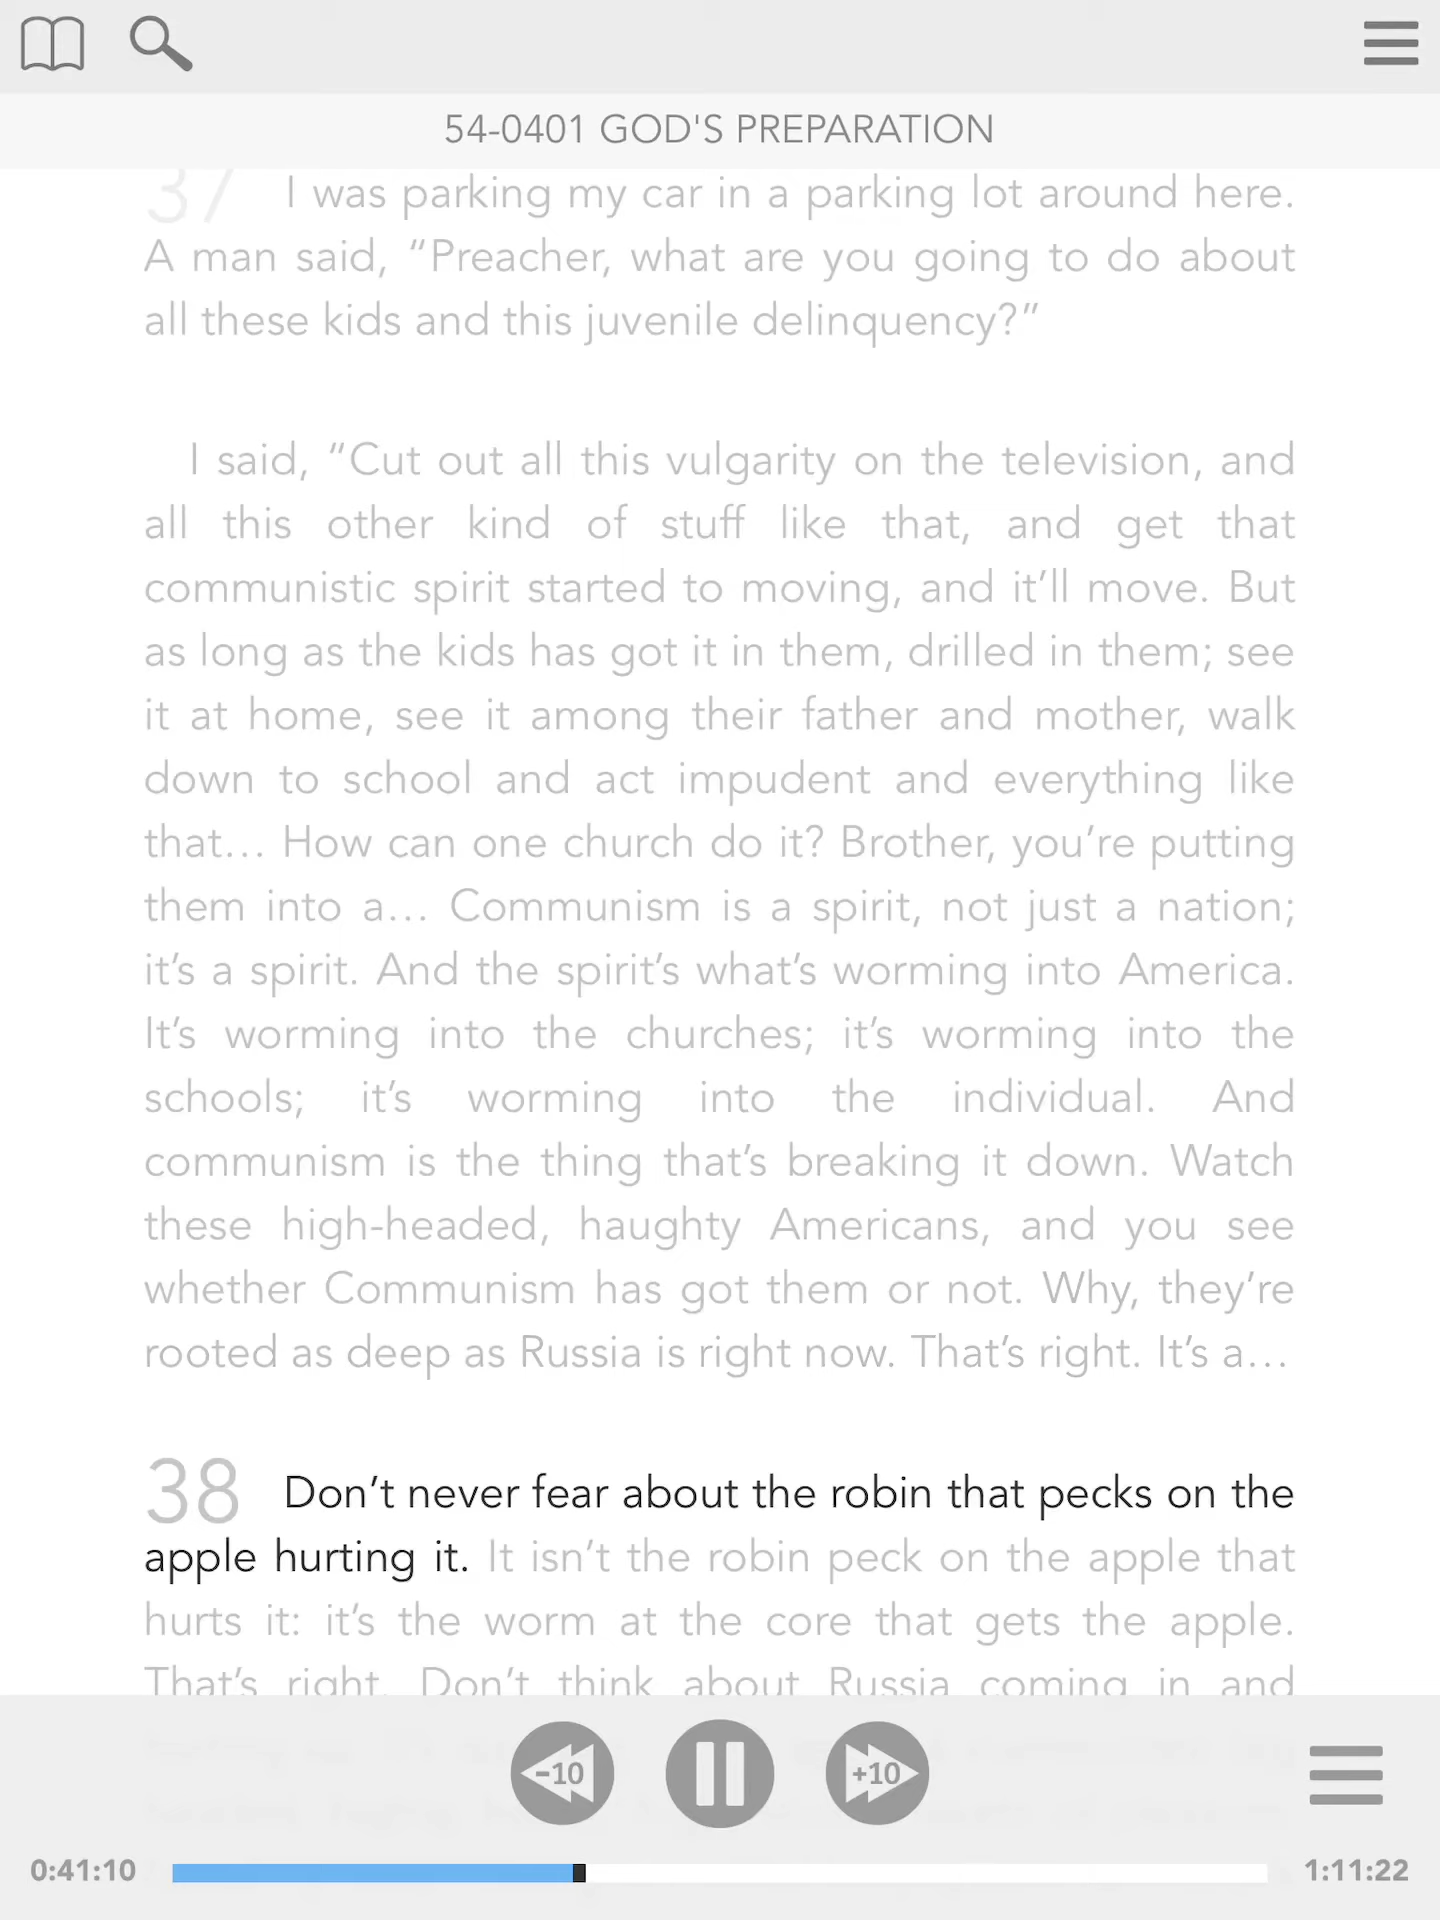 54-0401 GOD'S PREPARATION
37 I was parking my car in a parking lot around here.
A man said, “Preacher, what are you going to do about
all these kids and this juvenile delinquency?”
I said, “Cut out all this vulgarity on the television, and
all this other kind of stuff like that, and get that
communistic spirit started to moving, and it’ll move. But
as long as the kids has got it in them, drilled in them; see
it at home, see it among their father and mother, walk
down to school and act impudent and everything like
that… How can one church do it? Brother, you’re putting
them into a… Communism is a spirit, not just a nation;
it’s a spirit. And the spirit’s what’s worming into America.
It’s worming into the churches; it’s worming into the
schools; it’s worming into the individual. And
communism is the thing that’s breaking it down. Watch
these high-headed, haughty Americans, and you see
whether Communism has got them or not. Why, they’re
rooted as deep as Russia is right now. That’s right. It’s a…
38 Don’t never fear about the robin that pecks on the
apple hurting it. It isn’t the robin peck on the apple that
hurts it: it’s the worm at the core that gets the apple.
That’s right. Don’t think about Russia coming in and
-10 +10
0:41:10 1:11:22